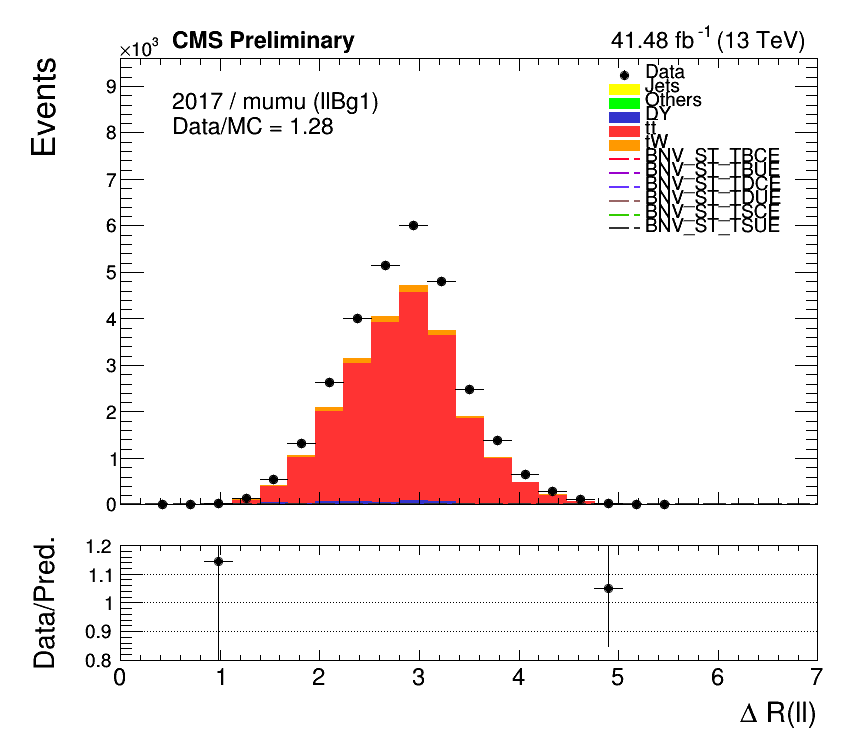 ×10³ CMS Preliminary 41.48 fb⁻¹ (13 TeV)
Events
2017 / mumu (llBg1)
Data/MC = 1.28
Data
Jets
Others
DY
tt
tW
BNV_ST_TBCE
BNV_ST_TBUE
BNV_ST_TDCE
BNV_ST_TDUE
BNV_ST_TSCE
BNV_ST_TSUE
9
8
7
6
5
4
3
2
1
0
Data/Pred.
1.2
1.1
1
0.9
0.8
0 1 2 3 4 5 6 7
Δ R(ll)